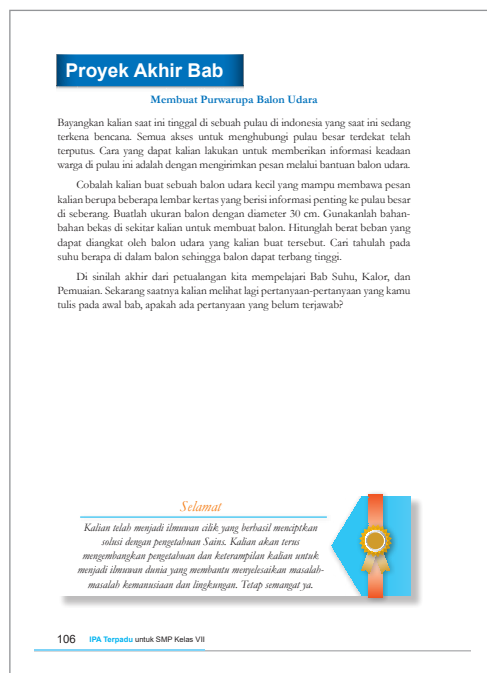 Proyek Akhir Bab
Membuat Purwarupa Balon Udara
Bayangkan kalian saat ini tinggal di sebuah pulau di indonesia yang saat ini sedang
terkena bencana. Semua akses untuk menghubungi pulau besar terdekat telah
terputus. Cara yang dapat kalian lakukan untuk memberikan informasi keadaan
warga di pulau ini adalah dengan mengirimkan pesan melalui bantuan balon udara.
Cobalah kalian buat sebuah balon udara kecil yang mampu membawa pesan
kalian berupa beberapa lembar kertas yang berisi informasi penting ke pulau besar
di seberang. Buatlah ukuran balon dengan diameter 30 cm. Gunakanlah bahan-
bahan bekas di sekitar kalian untuk membuat balon. Hitunglah berat beban yang
dapat diangkat oleh balon udara yang kalian buat tersebut. Cari tahulah pada
suhu berapa di dalam balon sehingga balon dapat terbang tinggi.
Di sinilah akhir dari petualangan kita mempelajari Bab Suhu, Kalor, dan
Pemuaian. Sekarang saatnya kalian melihat lagi pertanyaan-pertanyaan yang kamu
tulis pada awal bab, apakah ada pertanyaan yang belum terjawab?
Selamat
Kalian telah menjadi ilmuwan cilik yang berhasil menciptkan
solusi dengan pengetahuan Sains. Kalian akan terus
mengembangkan pengetahuan dan keterampilan kalian untuk
menjadi ilmuwan dunia yang membantu menyelesaikan masalah-
masalah kemanusiaan dan lingkungan. Tetap semangat ya.
106 IPA Terpadu untuk SMP Kelas VII